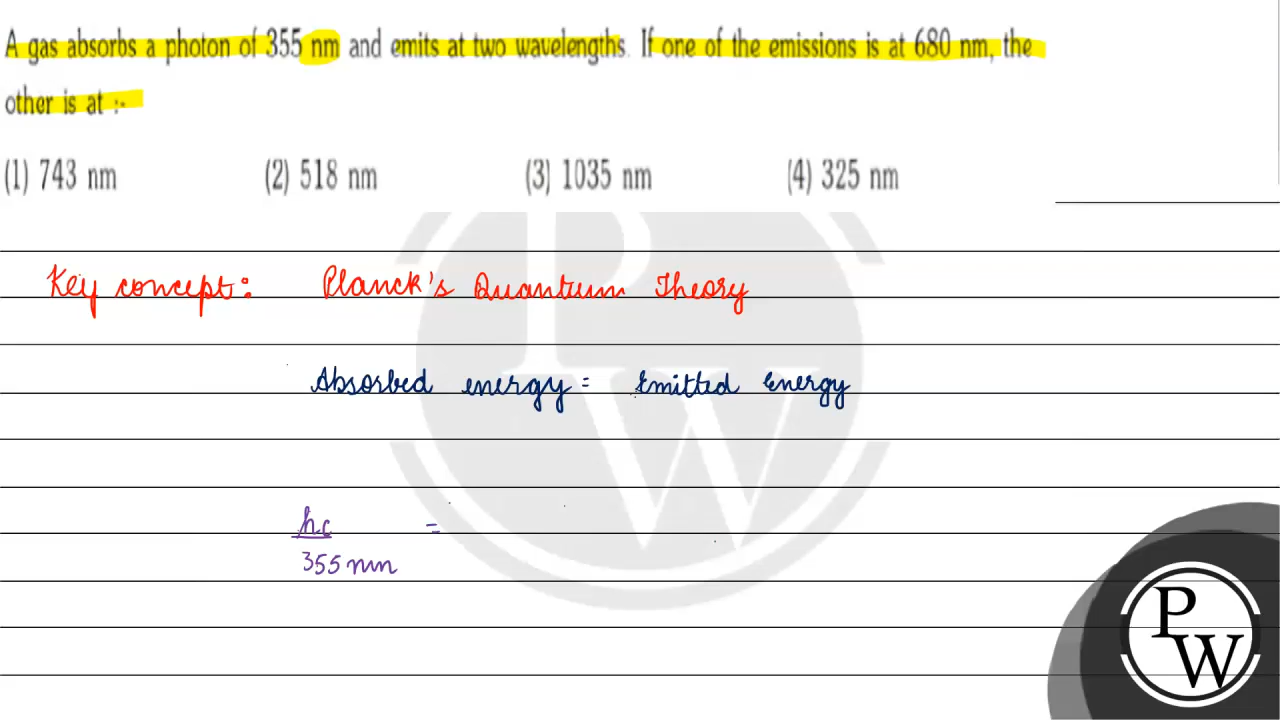 A gas absorbs a photon of 355 nm and emits at two wavelengths. If one of the emissions is at 680 nm, the
other is at :-
(1) 743 nm (2) 518 nm (3) 1035 nm (4) 325 nm
Key concept: Planck's Quantum Theory
Absorbed energy = Emitted Energy
hc =
355 nm
P
W
P
W